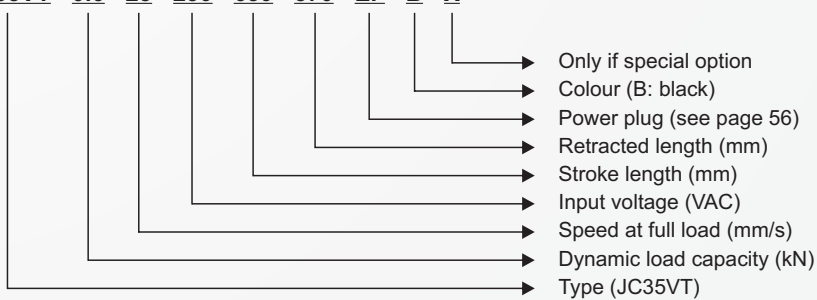 Only if special option
Colour (B: black)
Power plug (see page 56)
Retracted length (mm)
Stroke length (mm)
Input voltage (VAC)
Speed at full load (mm/s)
Dynamic load capacity (kN)
Type (JC35VT)